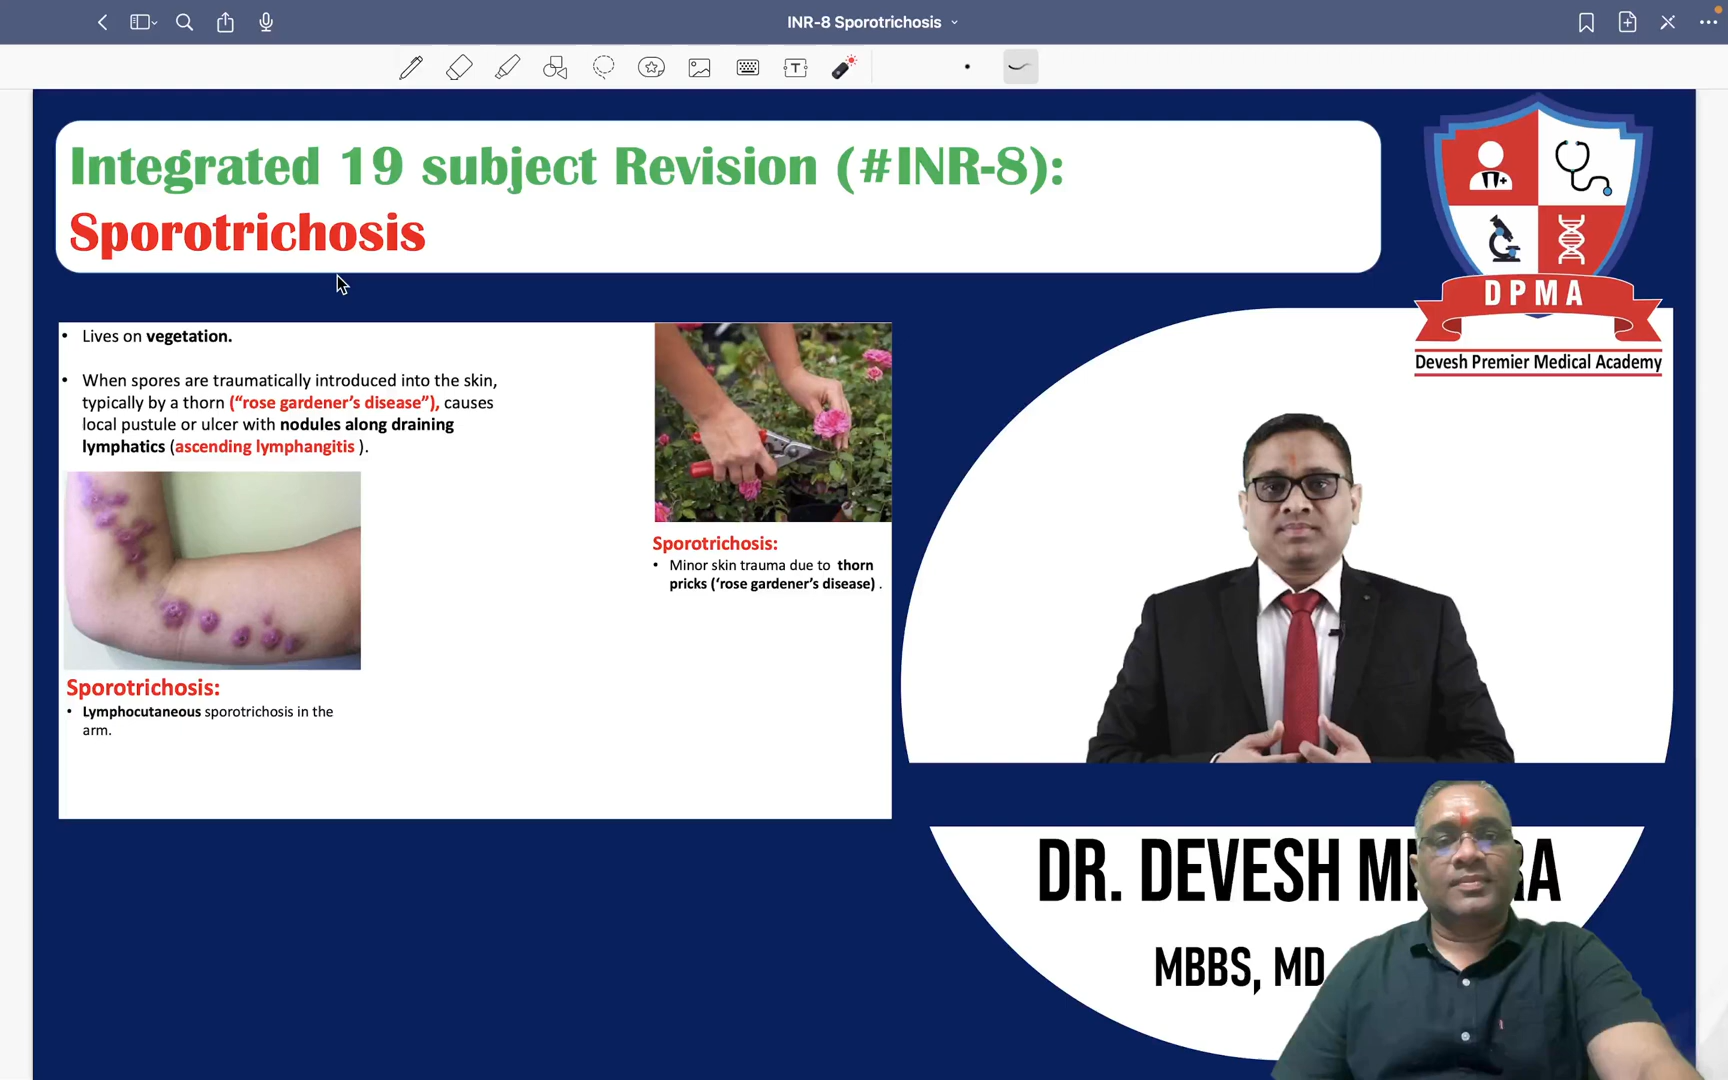 INR-8 Sporotrichosis
T
Integrated 19 subject Revision (#INR-8):
Sporotrichosis
DPMA
Devesh Premier Medical Academy
• Lives on vegetation.
• When spores are traumatically introduced into the skin,
typically by a thorn (“rose gardener’s disease”), causes
local pustule or ulcer with nodules along draining
lymphatics (ascending lymphangitis ).
Sporotrichosis:
• Minor skin trauma due to thorn
pricks (‘rose gardener’s disease) .
Sporotrichosis:
• Lymphocutaneous sporotrichosis in the
arm.
DR. DEVESH
MBBS, MD